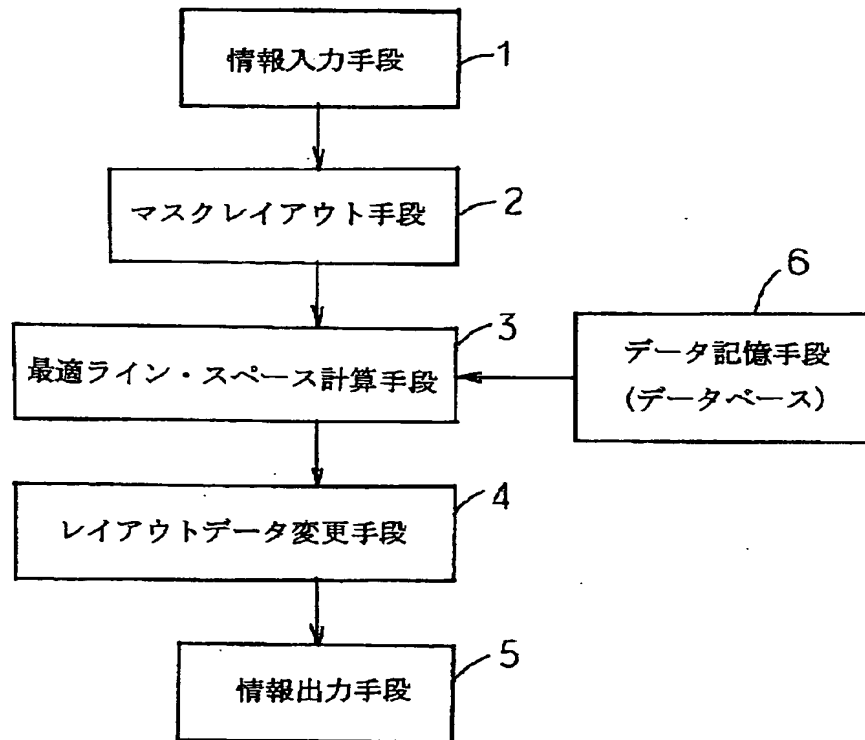 情報入力手段
1
マスクレイアウト手段
2
最適ライン・スペース計算手段
3
データ記憶手段
(データベース)
6
レイアウトデータ変更手段
4
情報出力手段
5